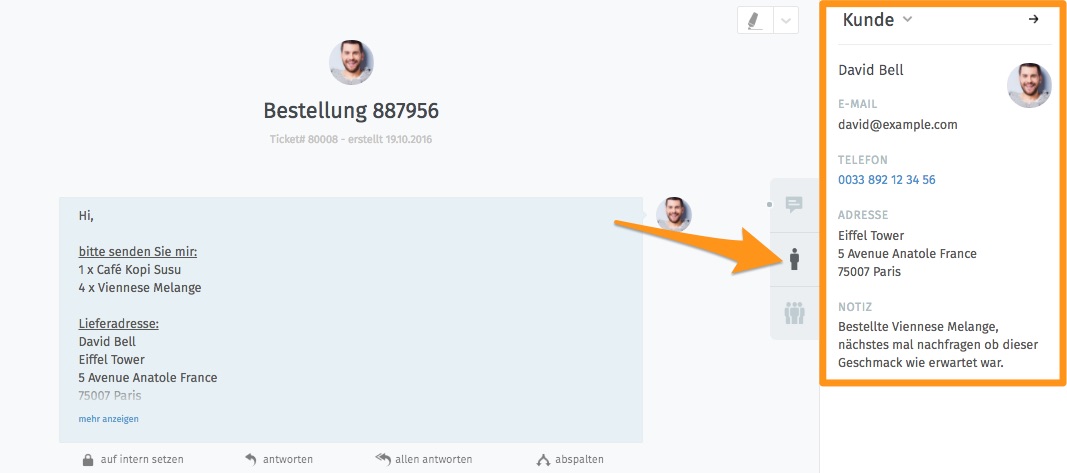 Bestellung 887956
Ticket# 80008 - erstellt 19.10.2016
Hi,
bitte senden Sie mir:
1 x Café Kopi Susu
4 x Viennese Melange
Lieferadresse:
David Bell
Eiffel Tower
5 Avenue Anatole France
75007 Paris
mehr anzeigen
auf intern setzen
antworten
allen antworten
abspalten
Kunde
David Bell
E-MAIL
david@example.com
TELEFON
0033 892 12 34 56
ADRESSE
Eiffel Tower
5 Avenue Anatole France
75007 Paris
NOTIZ
Bestellte Viennese Melange,
nächstes mal nachfragen ob dieser
Geschmack wie erwartet war.